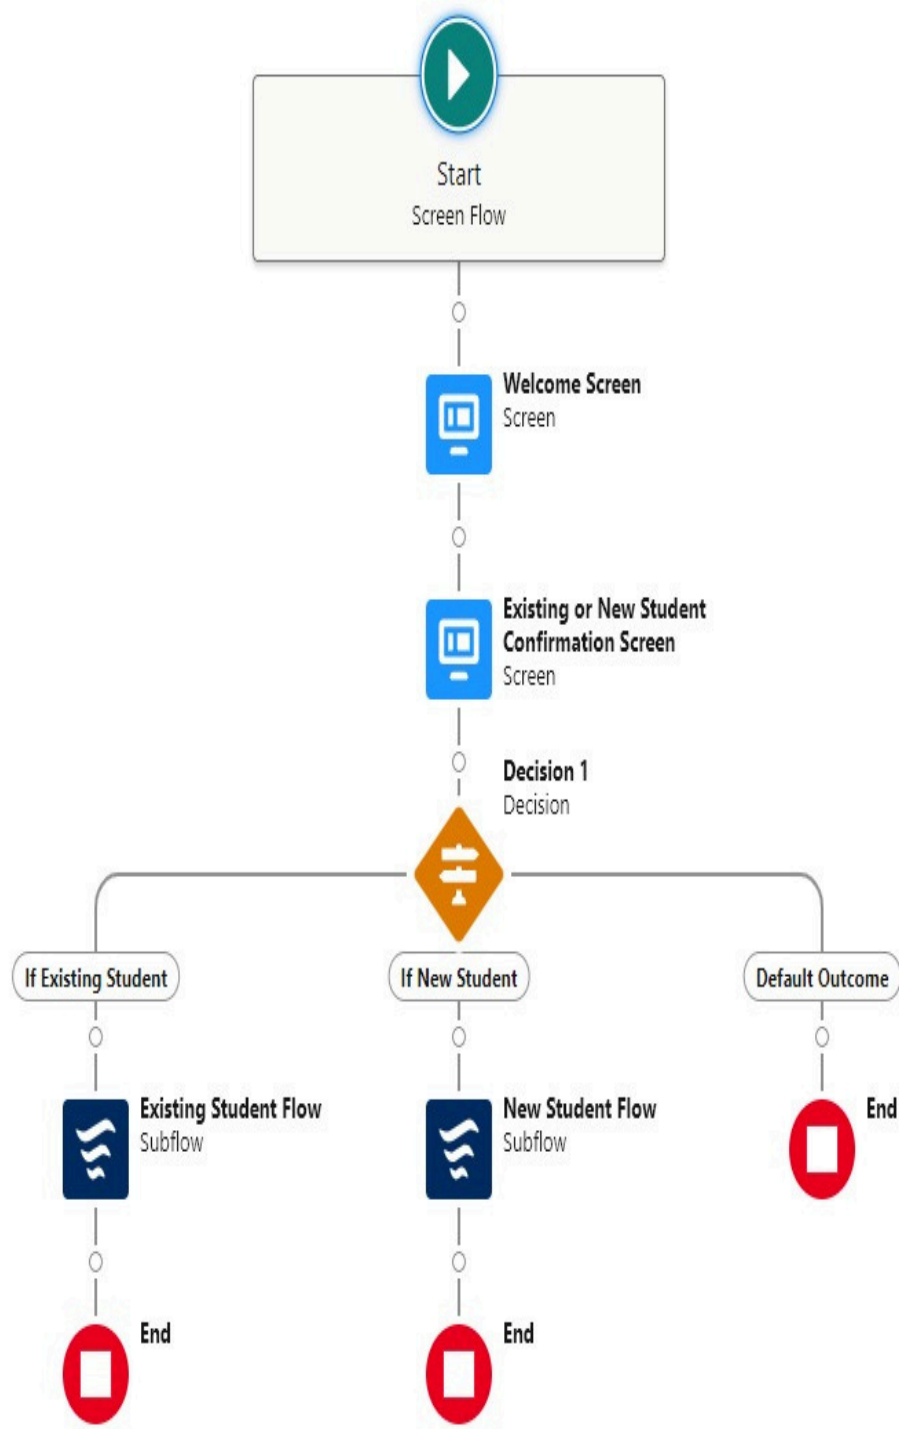 Start
Screen Flow
Welcome Screen
Screen
Existing or New Student
Confirmation Screen
Screen
Decision 1
Decision
If Existing Student
If New Student
Default Outcome
Existing Student Flow
Subflow
New Student Flow
Subflow
End
End
End